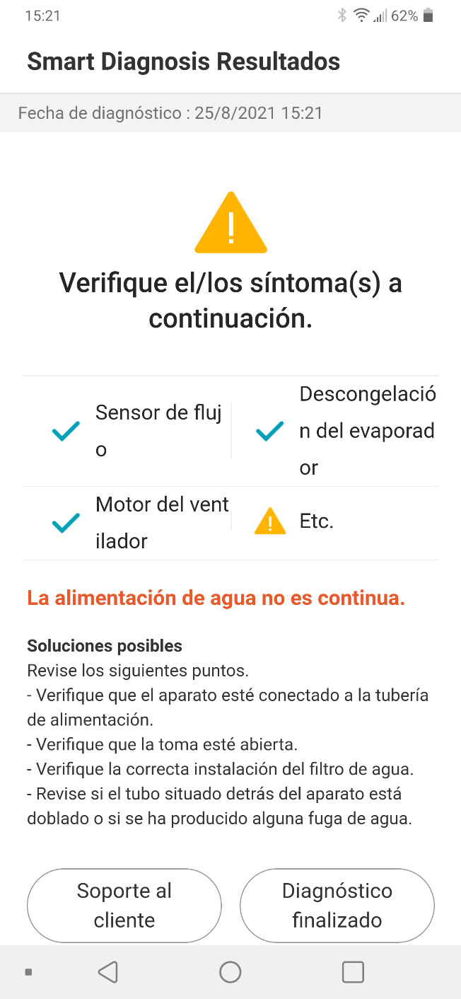 15:21
62%
Smart Diagnosis Resultados
Fecha de diagnóstico : 25/8/2021 15:21
Verifique el/los síntoma(s) a
continuación.
Sensor de fluj
o
Descongelació
n del evaporad
or
Motor del vent
ilador
Etc.
La alimentación de agua no es continua.
Soluciones posibles
Revise los siguientes puntos.
- Verifique que el aparato esté conectado a la tubería
de alimentación.
- Verifique que la toma esté abierta.
- Verifique la correcta instalación del filtro de agua.
- Revise si el tubo situado detrás del aparato está
doblado o si se ha producido alguna fuga de agua.
Soporte al
cliente
Diagnóstico
finalizado